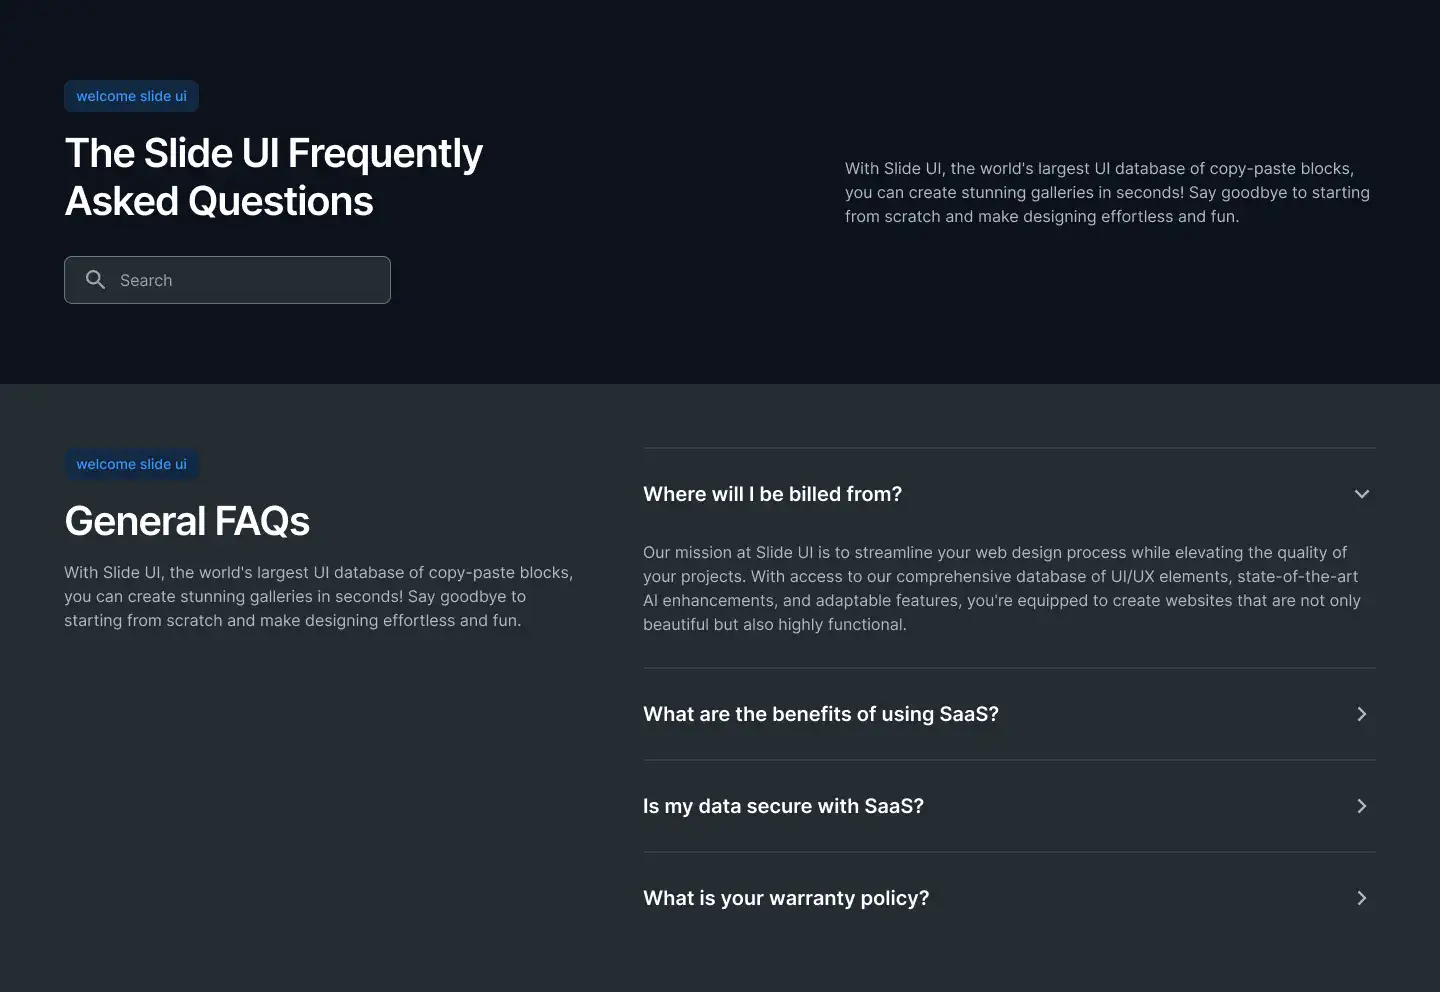 welcome slide ui
The Slide UI Frequently
Asked Questions
Search
With Slide UI, the world's largest UI database of copy-paste blocks,
you can create stunning galleries in seconds! Say goodbye to starting
from scratch and make designing effortless and fun.
welcome slide ui
General FAQs
With Slide UI, the world's largest UI database of copy-paste blocks,
you can create stunning galleries in seconds! Say goodbye to
starting from scratch and make designing effortless and fun.
Where will I be billed from?
Our mission at Slide UI is to streamline your web design process while elevating the quality of
your projects. With access to our comprehensive database of UI/UX elements, state-of-the-art
AI enhancements, and adaptable features, you're equipped to create websites that are not only
beautiful but also highly functional.
What are the benefits of using SaaS?
Is my data secure with SaaS?
What is your warranty policy?